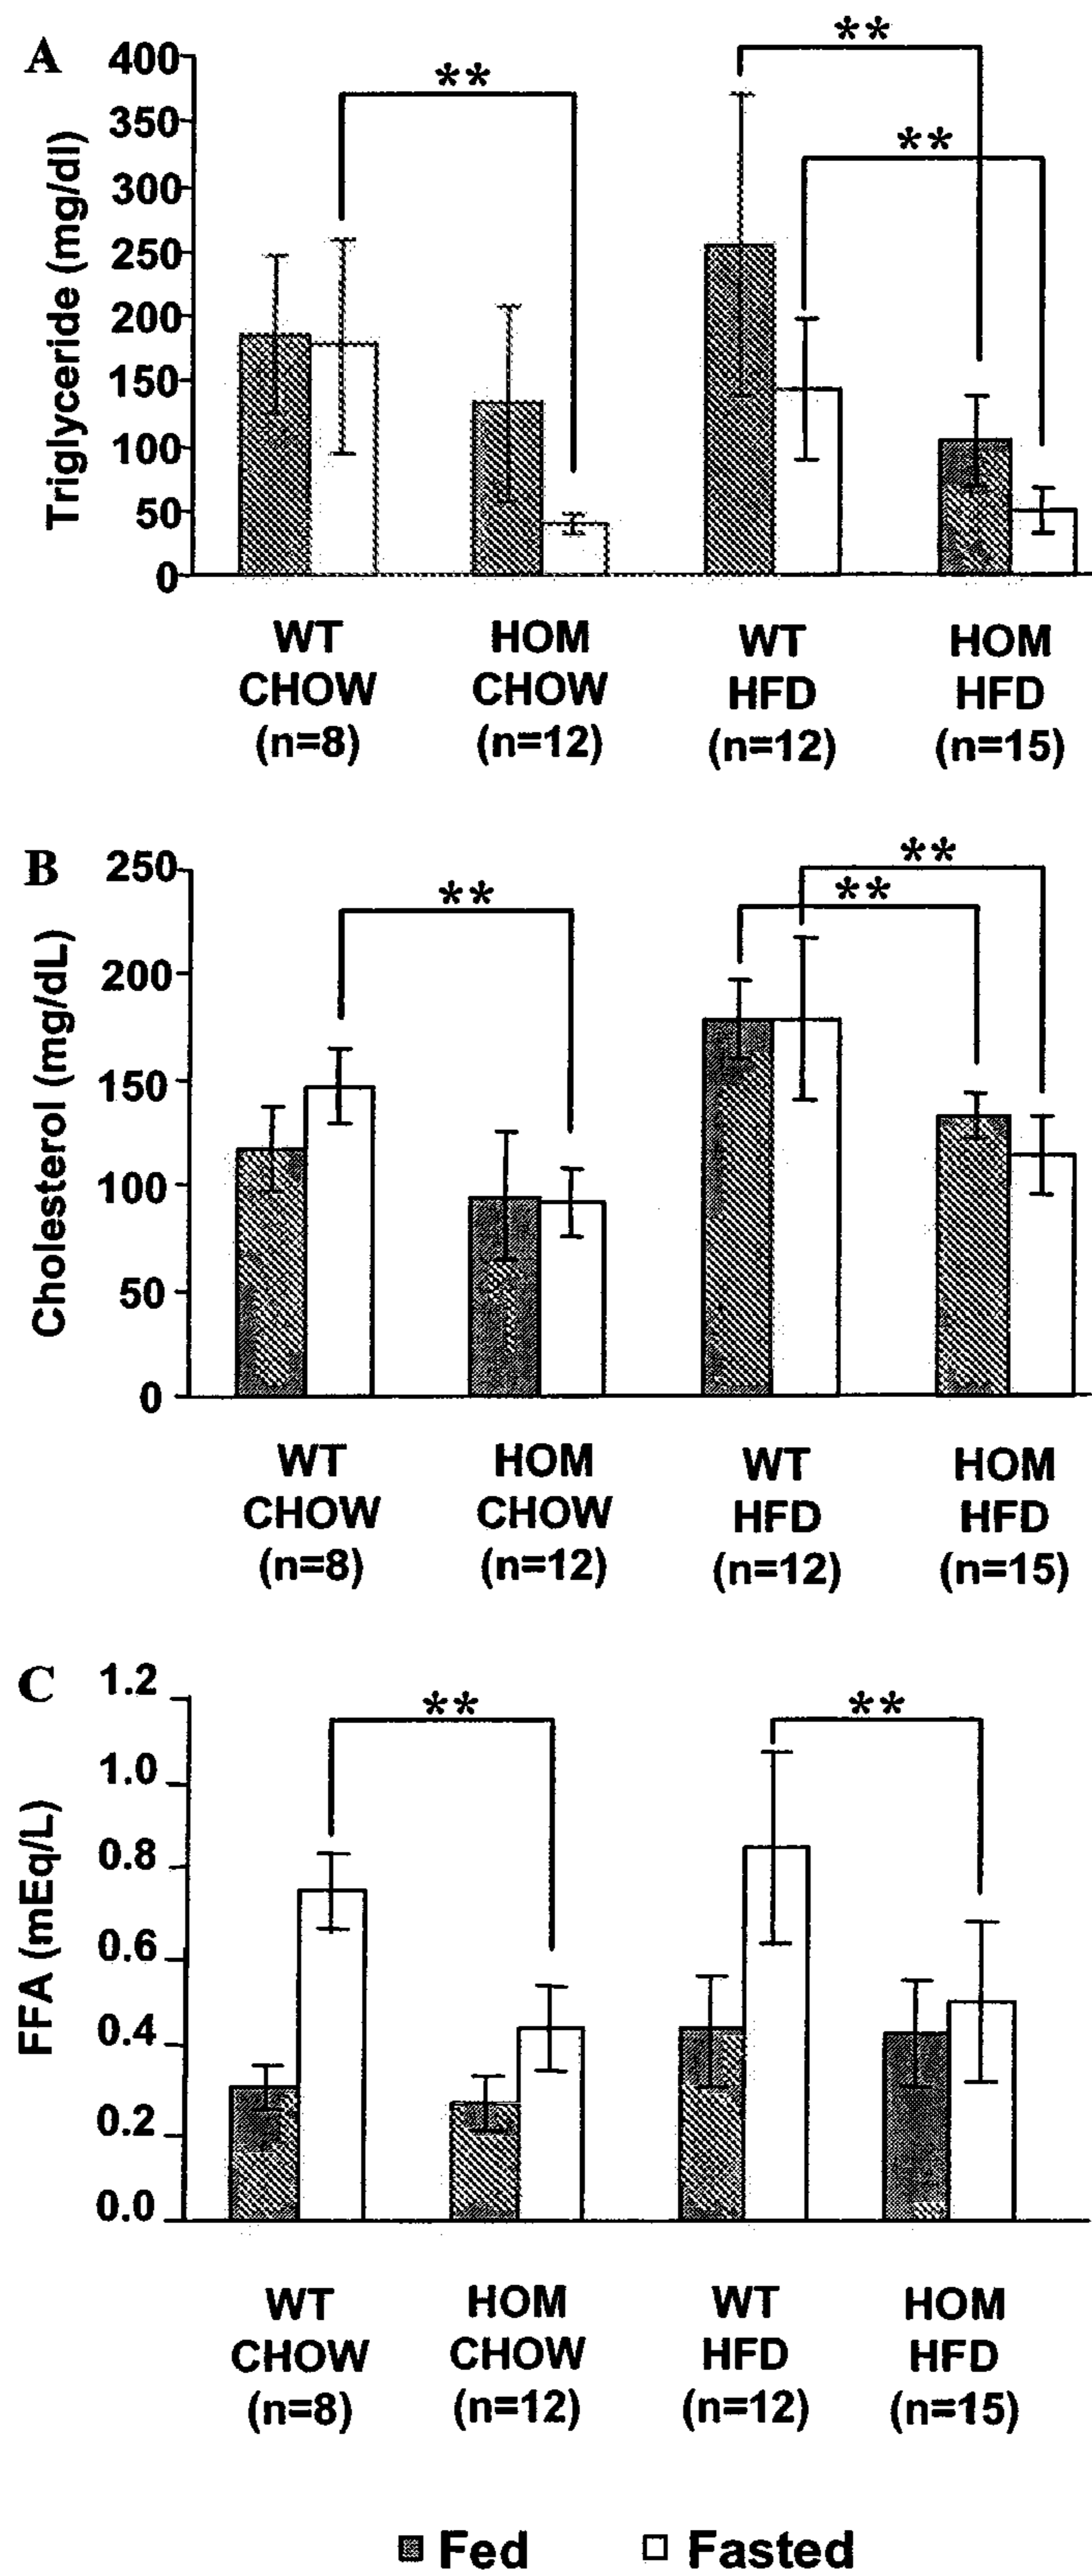 A
Triglyceride (mg/dl)
400
350
300
250
200
150
100
50
0
**
**
**
WT
CHOW
(n=8)
HOM
CHOW
(n=12)
WT
HFD
(n=12)
HOM
HFD
(n=15)
B
Cholesterol (mg/dL)
250
200
150
100
50
0
**
**
**
WT
CHOW
(n=8)
HOM
CHOW
(n=12)
WT
HFD
(n=12)
HOM
HFD
(n=15)
C
FFA (mEq/L)
1.2
1.0
0.8
0.6
0.4
0.2
0.0
**
**
WT
CHOW
(n=8)
HOM
CHOW
(n=12)
WT
HFD
(n=12)
HOM
HFD
(n=15)
Fed
Fasted